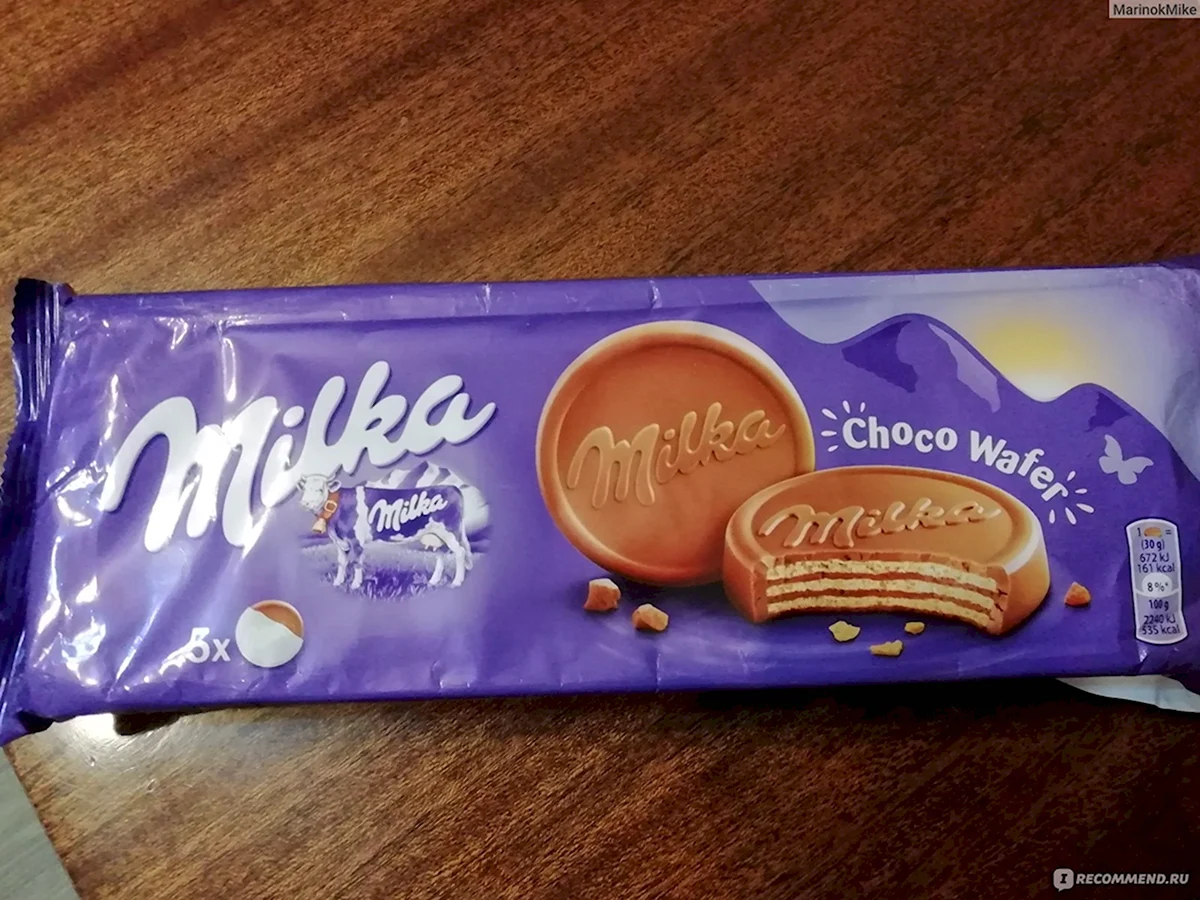 MarinokMike
Milka
Milka
Milka
Milka
Choco Wafer
5x
1 =
(30 g)
672 kJ
161 kcal
8%*
100 g
2240 kJ
535 kcal
IRECOMMEND.RU